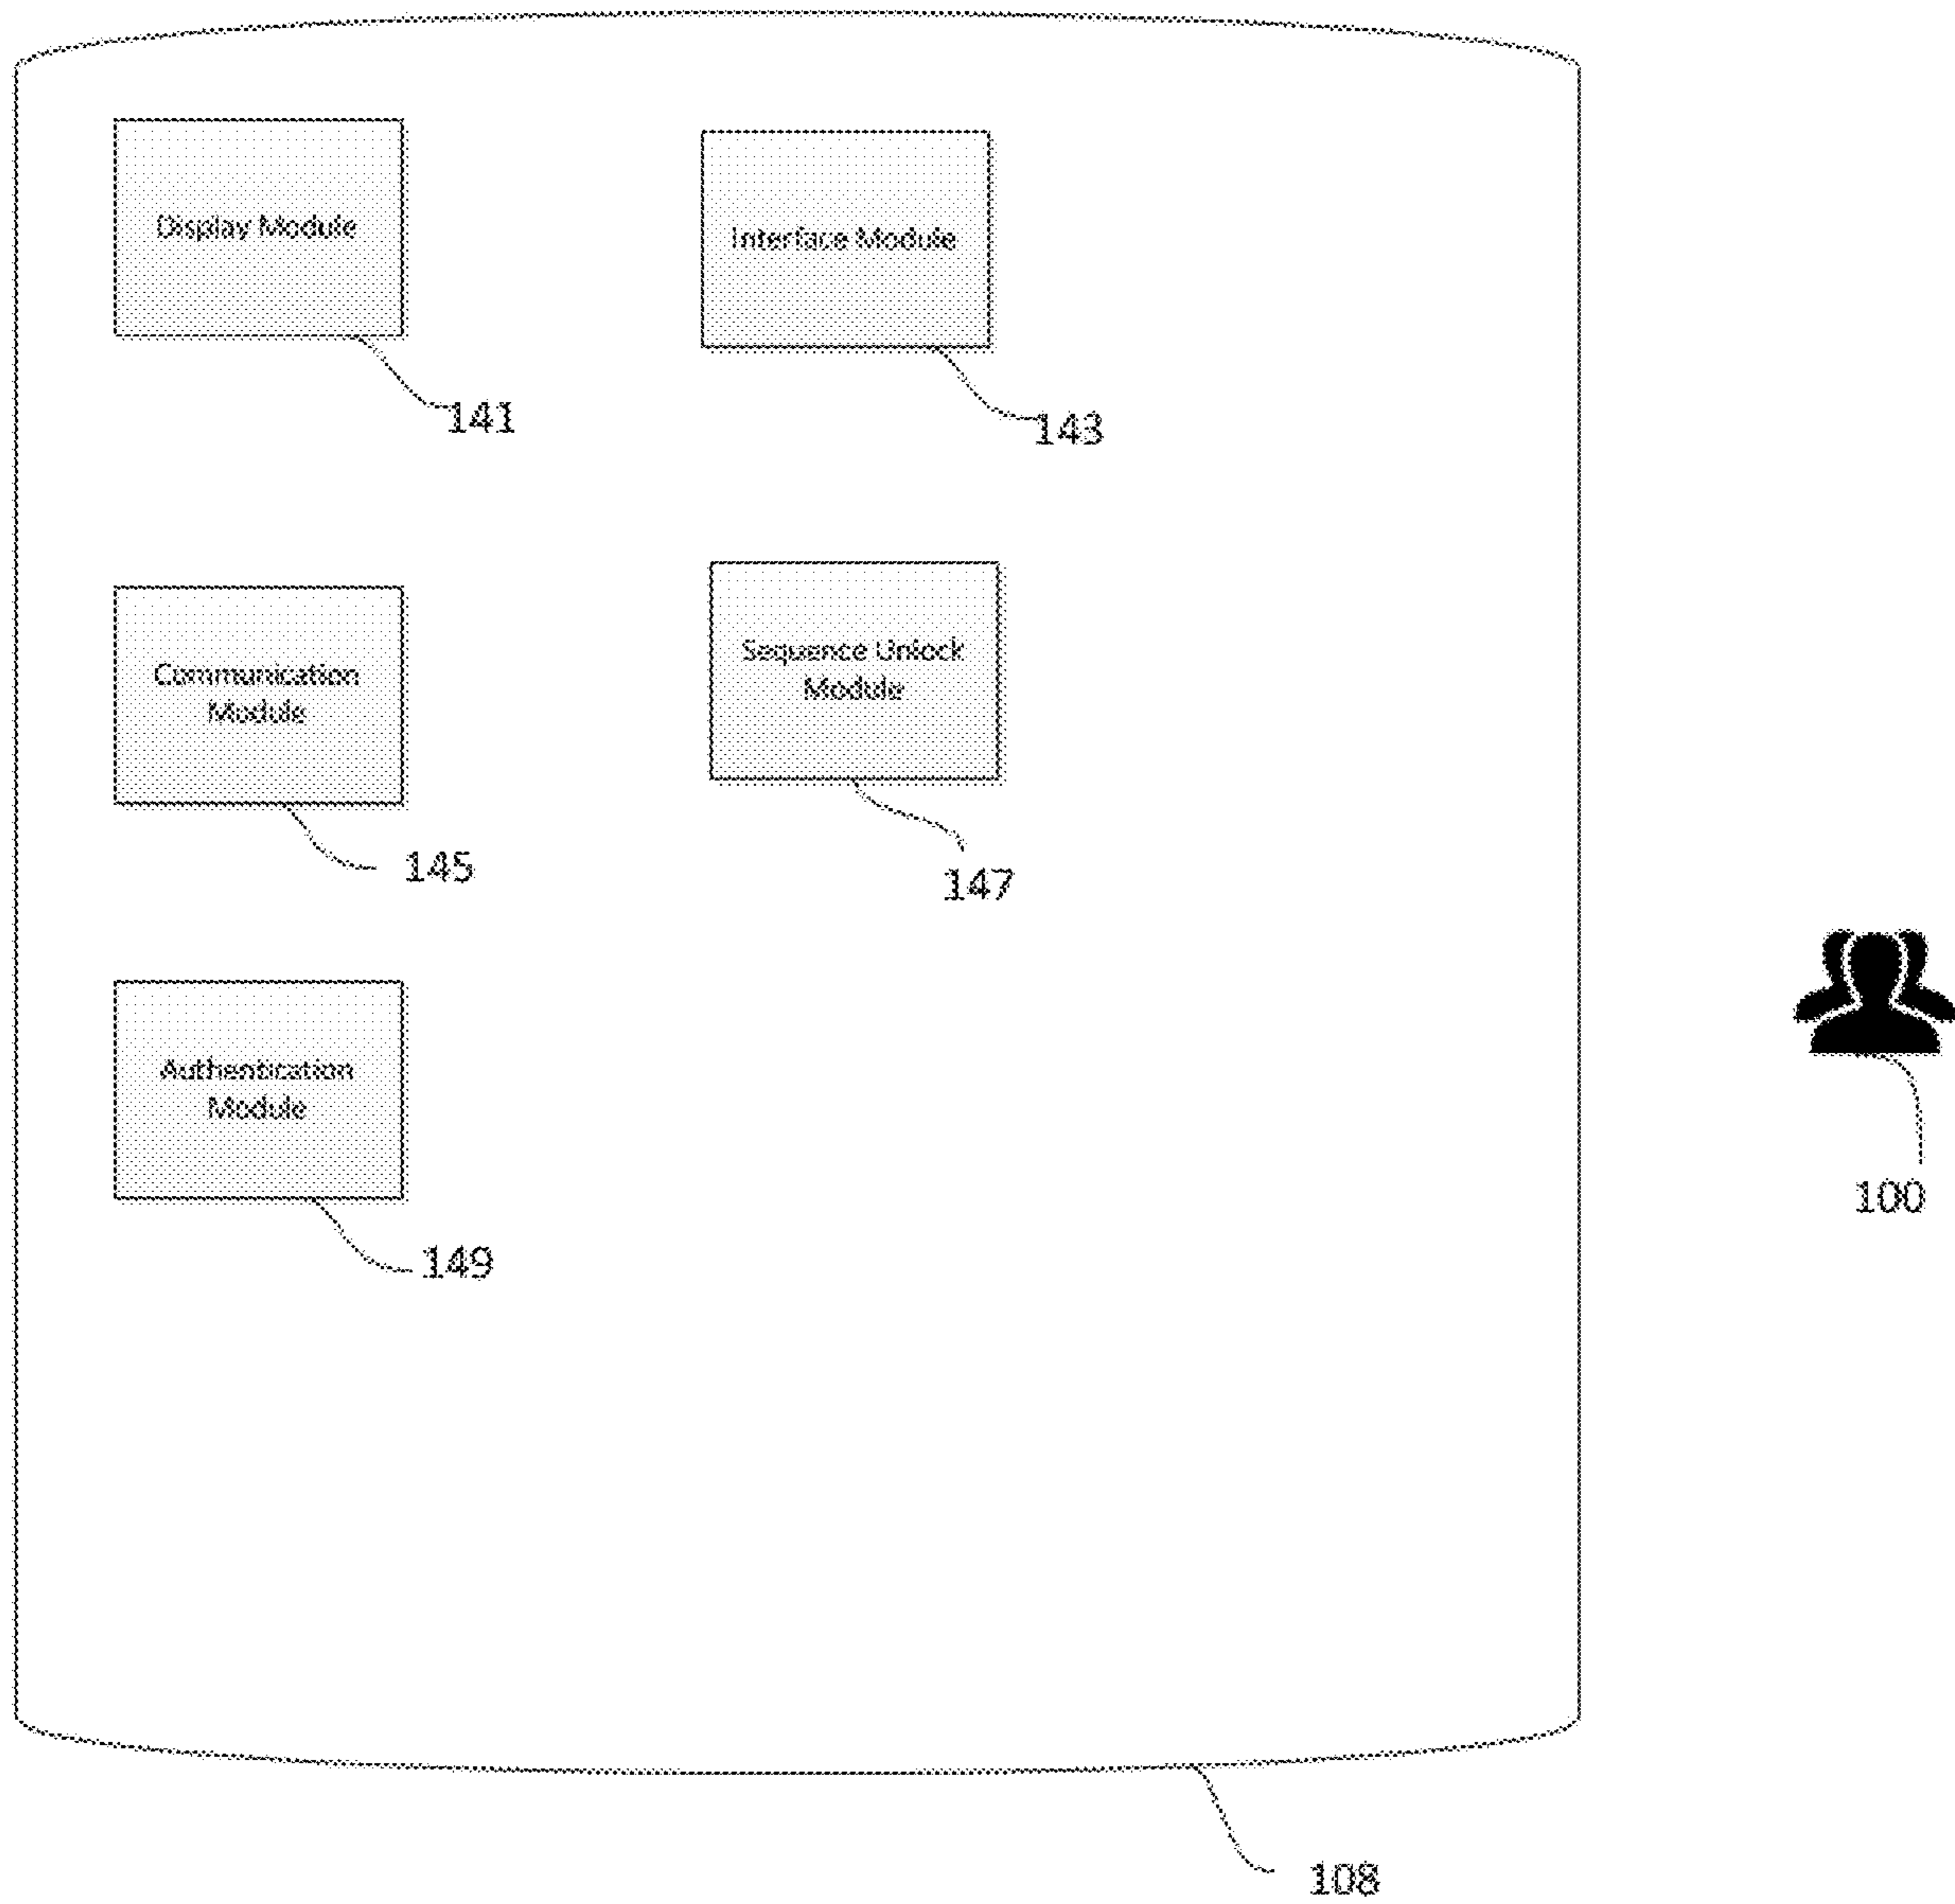 Display Module
Interface Module
141
143
Communication
Module
Sequence Unlock
Module
145
147
Authentication
Module
100
149
108